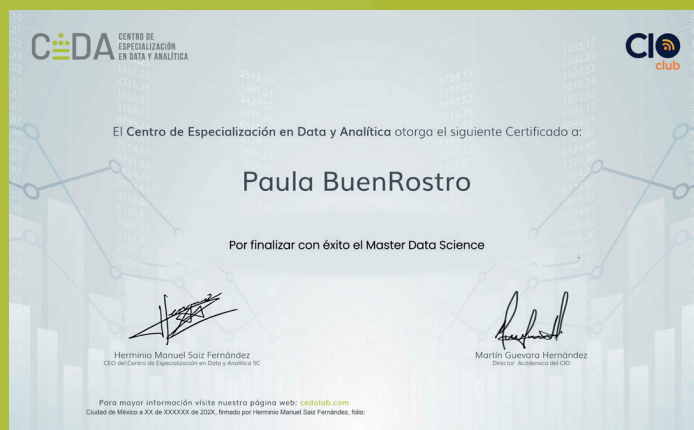 CEDA
CENTRO DE
ESPECIALIZACIÓN
EN DATA Y ANALÍTICA
CIO
club
El Centro de Especialización en Data y Analítica otorga el siguiente Certificado a:
Paula BuenRostro
Por finalizar con éxito el Master Data Science
Herminio Manuel Saiz Fernández
CEO del Centro de Especialización en Data y Analítica SC
Martín Guevara Hernández
Director Académica del CIO
Para mayor información vísite nuestra página web: cedolab.com
Ciudad de México a XX de XXXXXX de 202X, firmado por Herminio Manuel Saiz Fernández, folio: